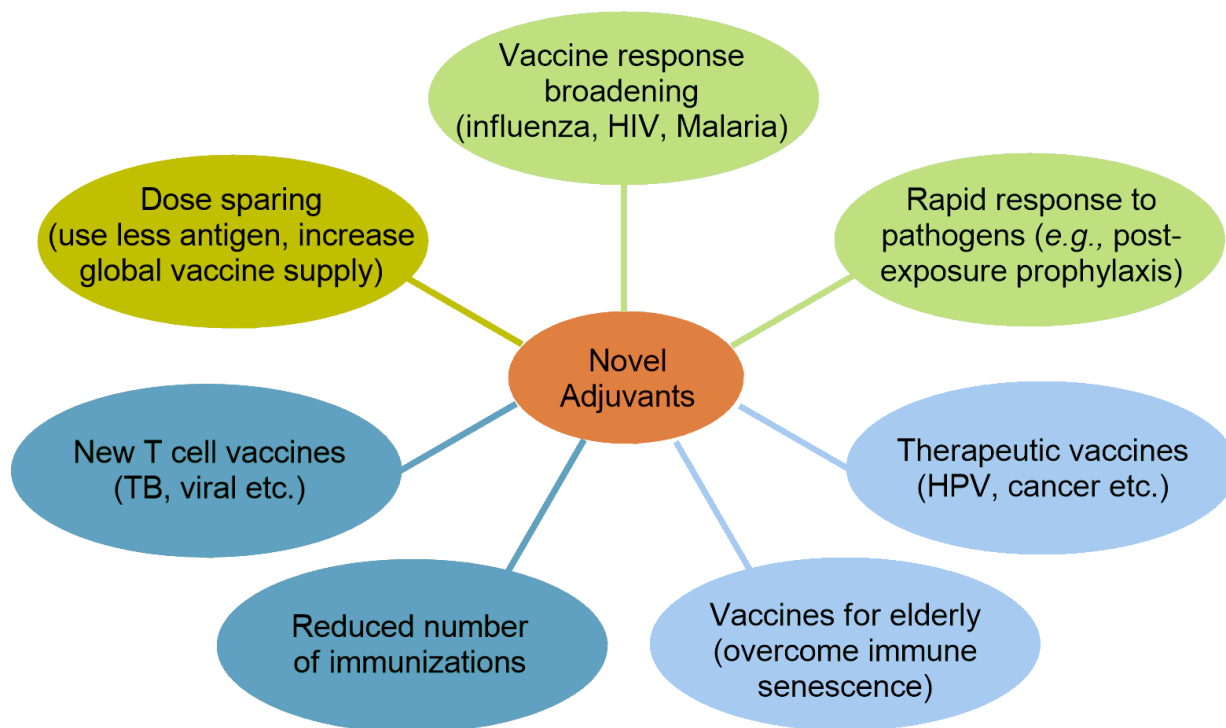 Vaccine response
broadening
(influenza, HIV, Malaria)
Dose sparing
(use less antigen, increase
global vaccine supply)
Rapid response to
pathogens (e.g., post-
exposure prophylaxis)
Novel
Adjuvants
New T cell vaccines
(TB, viral etc.)
Therapeutic vaccines
(HPV, cancer etc.)
Reduced number
of immunizations
Vaccines for elderly
(overcome immune
senescence)